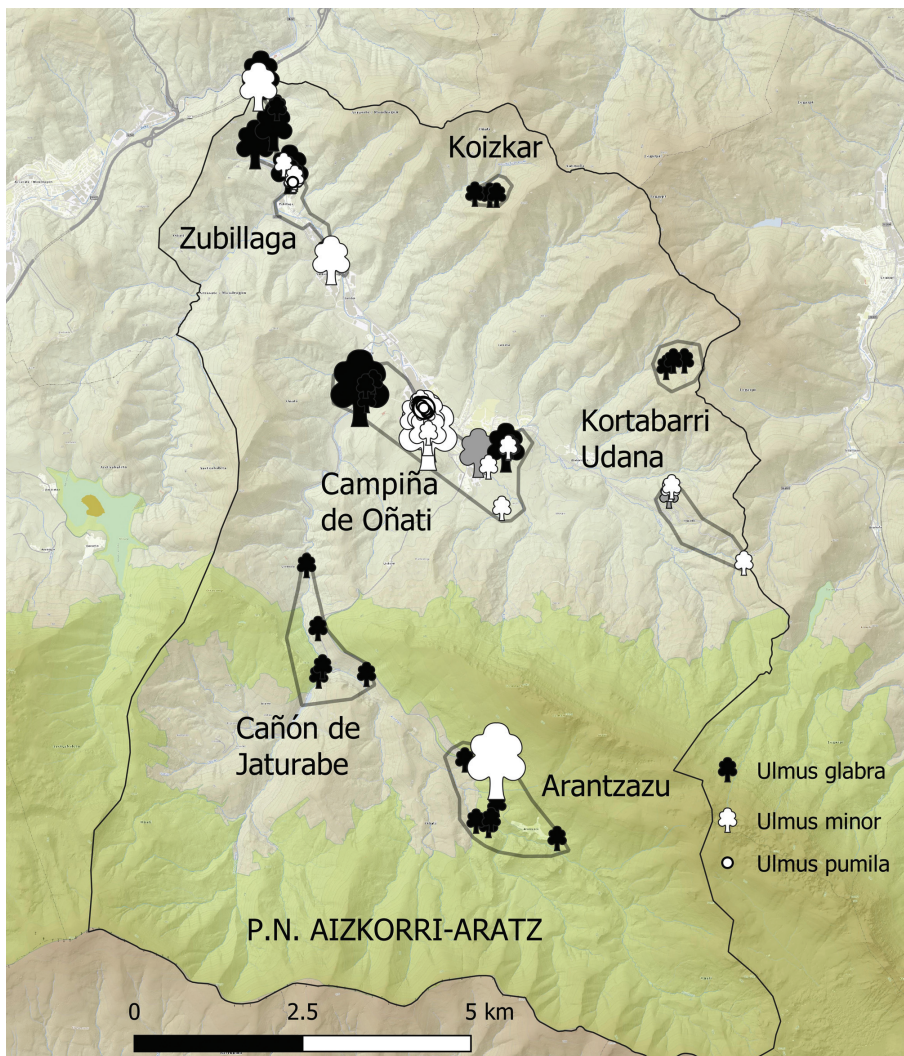 Koizkar
Zubillaga
Kortabarri
Udana
Campiña
de Oñati
Cañón de
Jaturabe
Arantzazu
Ulmus glabra
Ulmus minor
Ulmus pumila
P.N. AIZKORRI-ARATZ
0
2.5
5 km